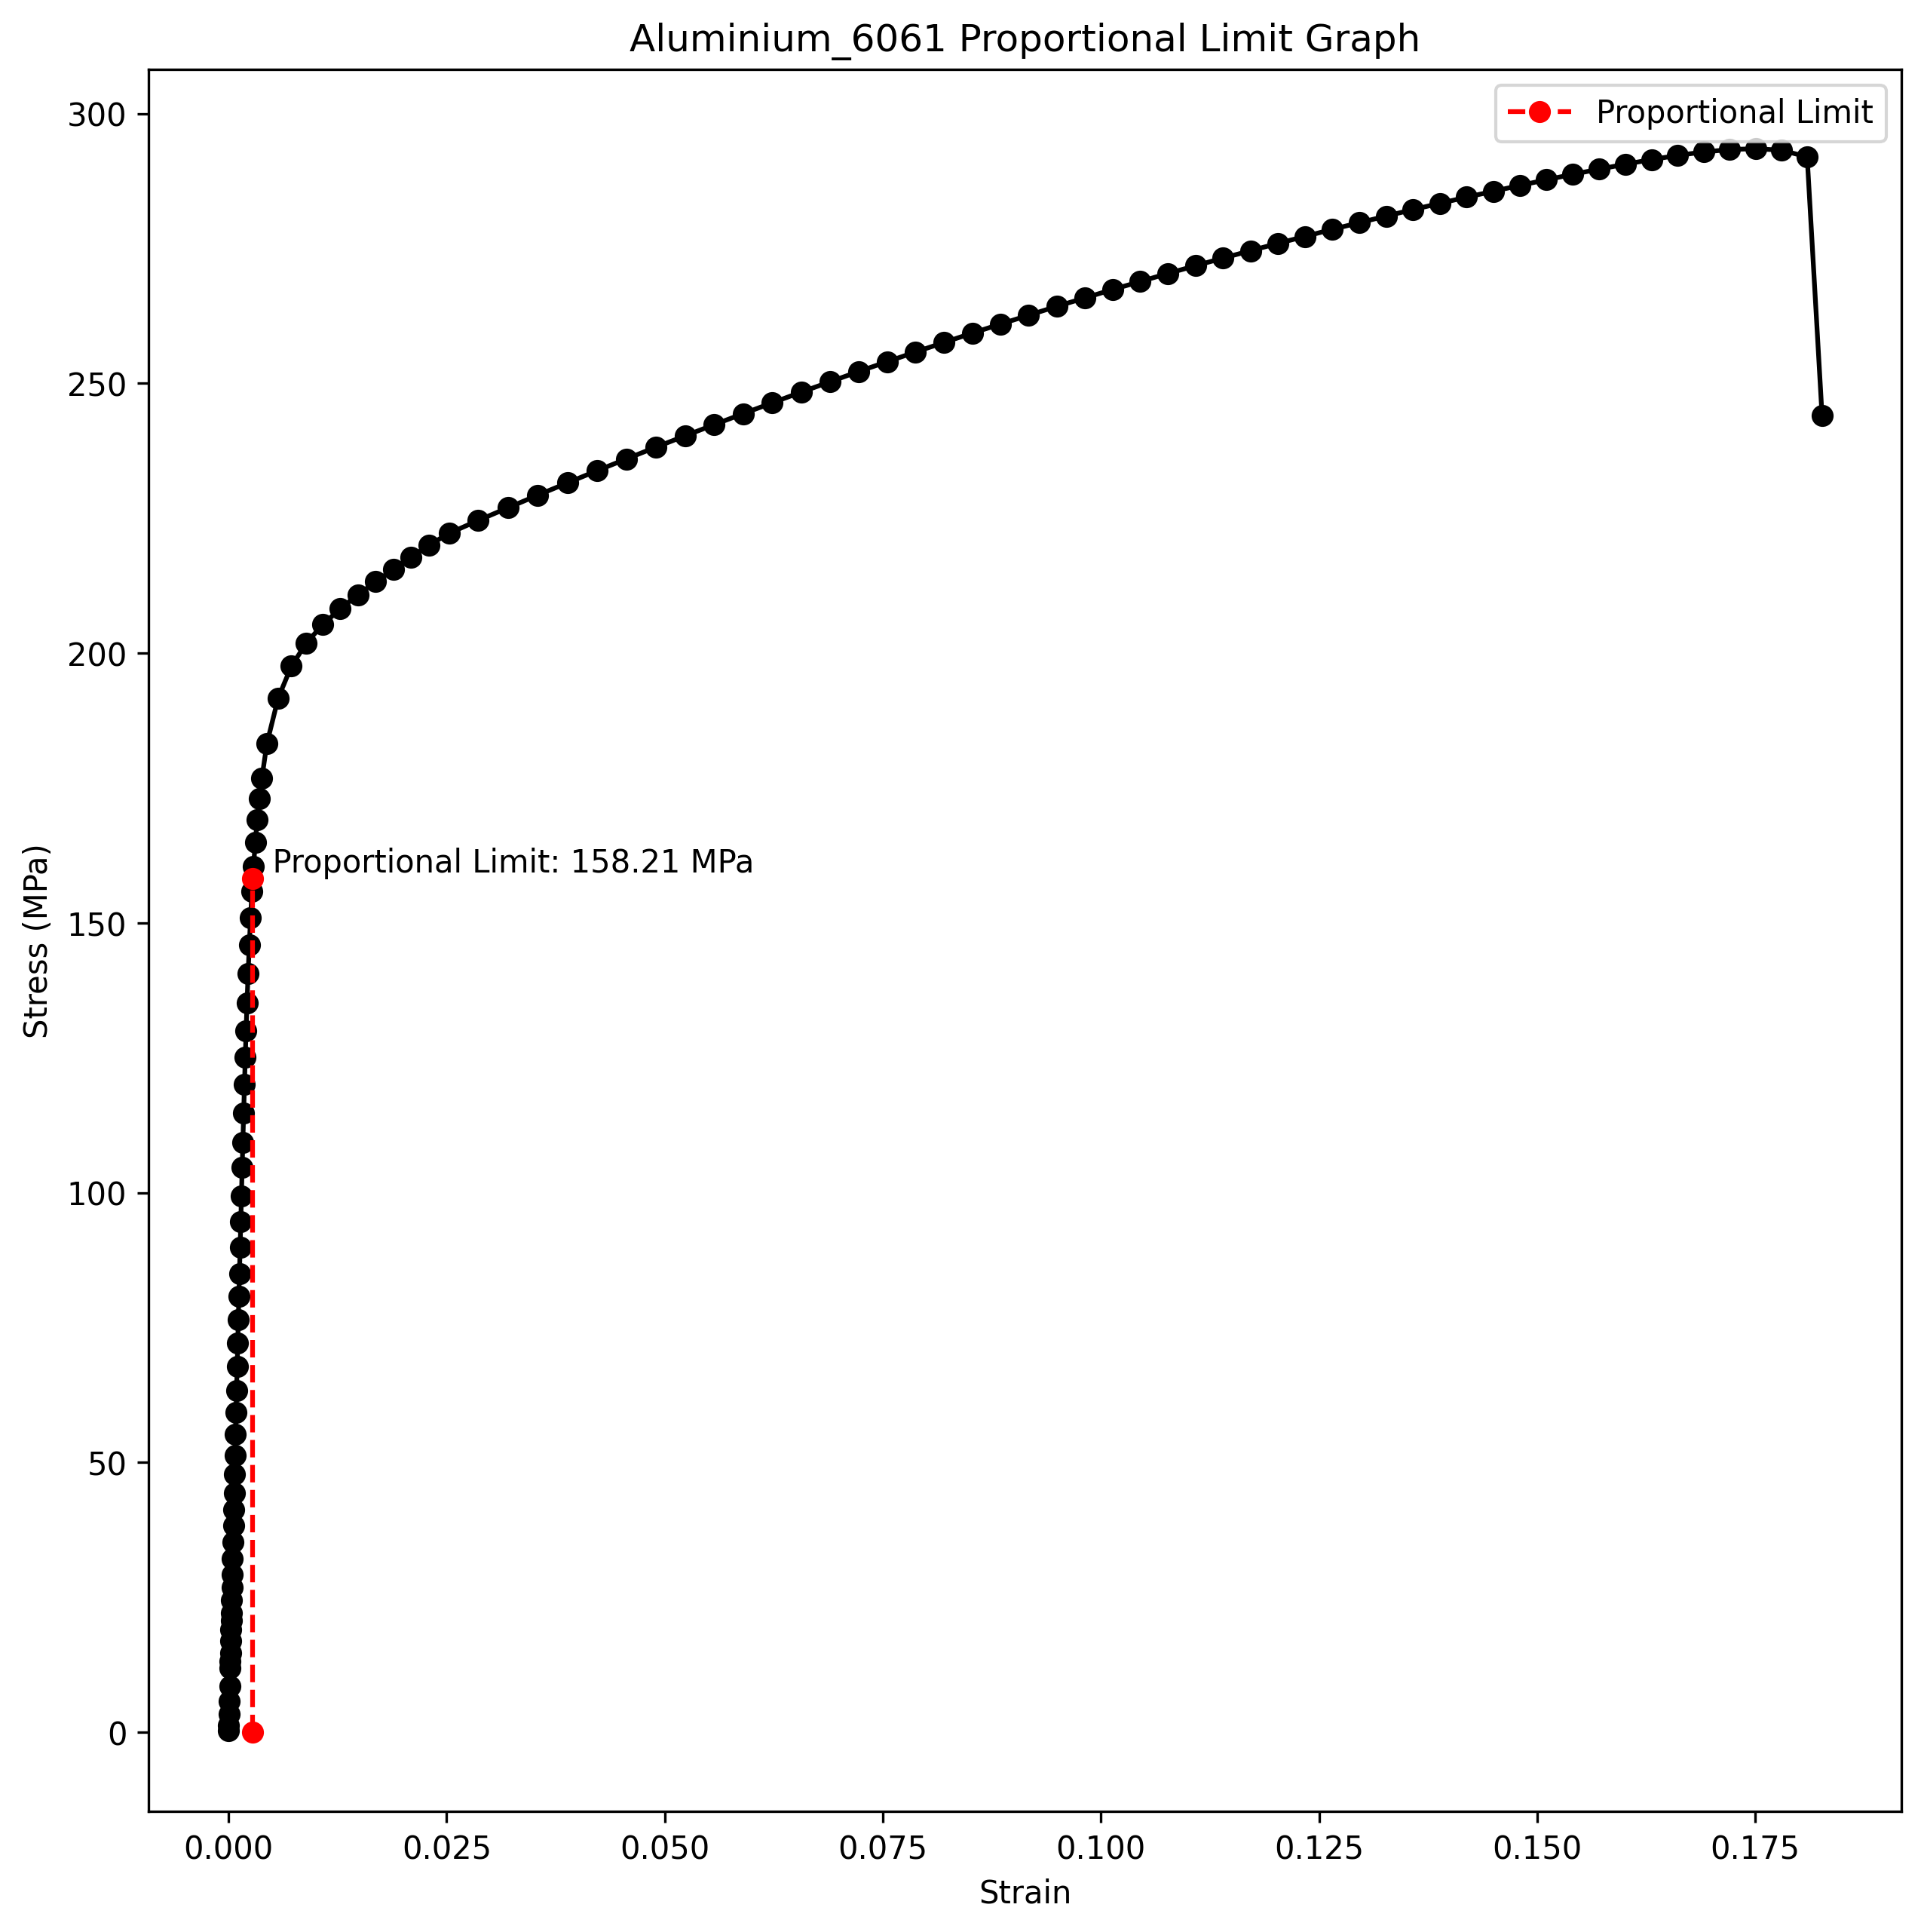 Aluminium_6061 Proportional Limit Graph
Proportional Limit
300
250
200
150
100
50
0
Stress (MPa)
Proportional Limit: 158.21 MPa
0.000 0.025 0.050 0.075 0.100 0.125 0.150 0.175
Strain